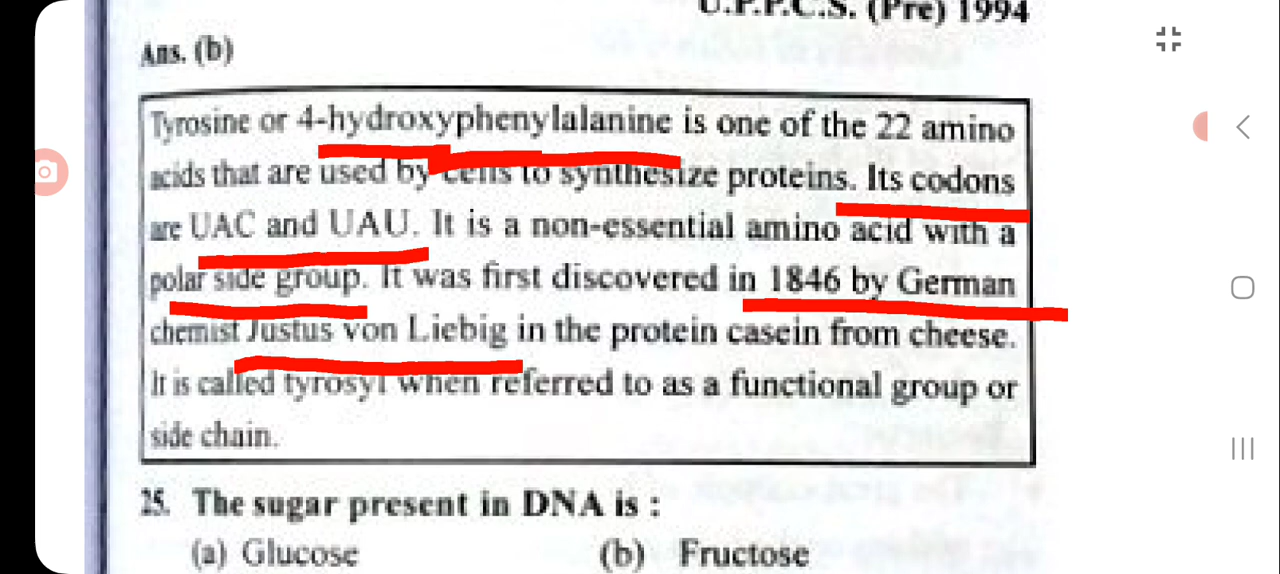 U.P.P.C.S. (Pre) 1994
Ans. (b)
Tyrosine or 4-hydroxyphenylalanine is one of the 22 amino
acids that are used by cells to synthesize proteins. Its codons
are UAC and UAU. It is a non-essential amino acid with a
polar side group. It was first discovered in 1846 by German
chemist Justus von Liebig in the protein casein from cheese.
It is called tyrosyl when referred to as a functional group or
side chain.
25. The sugar present in DNA is :
(a) Glucose (b) Fructose